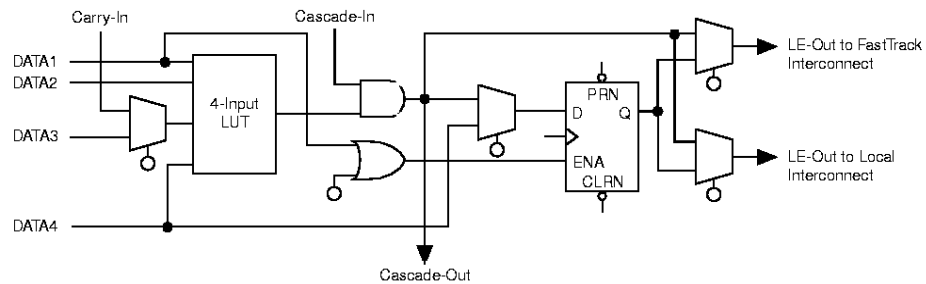 Carry-In
Cascade-In
DATA1
DATA2
4-Input
LUT
DATA3
DATA4
PRN
D
Q
ENA
CLRN
LE-Out to FastTrack
Interconnect
LE-Out to Local
Interconnect
Cascade-Out